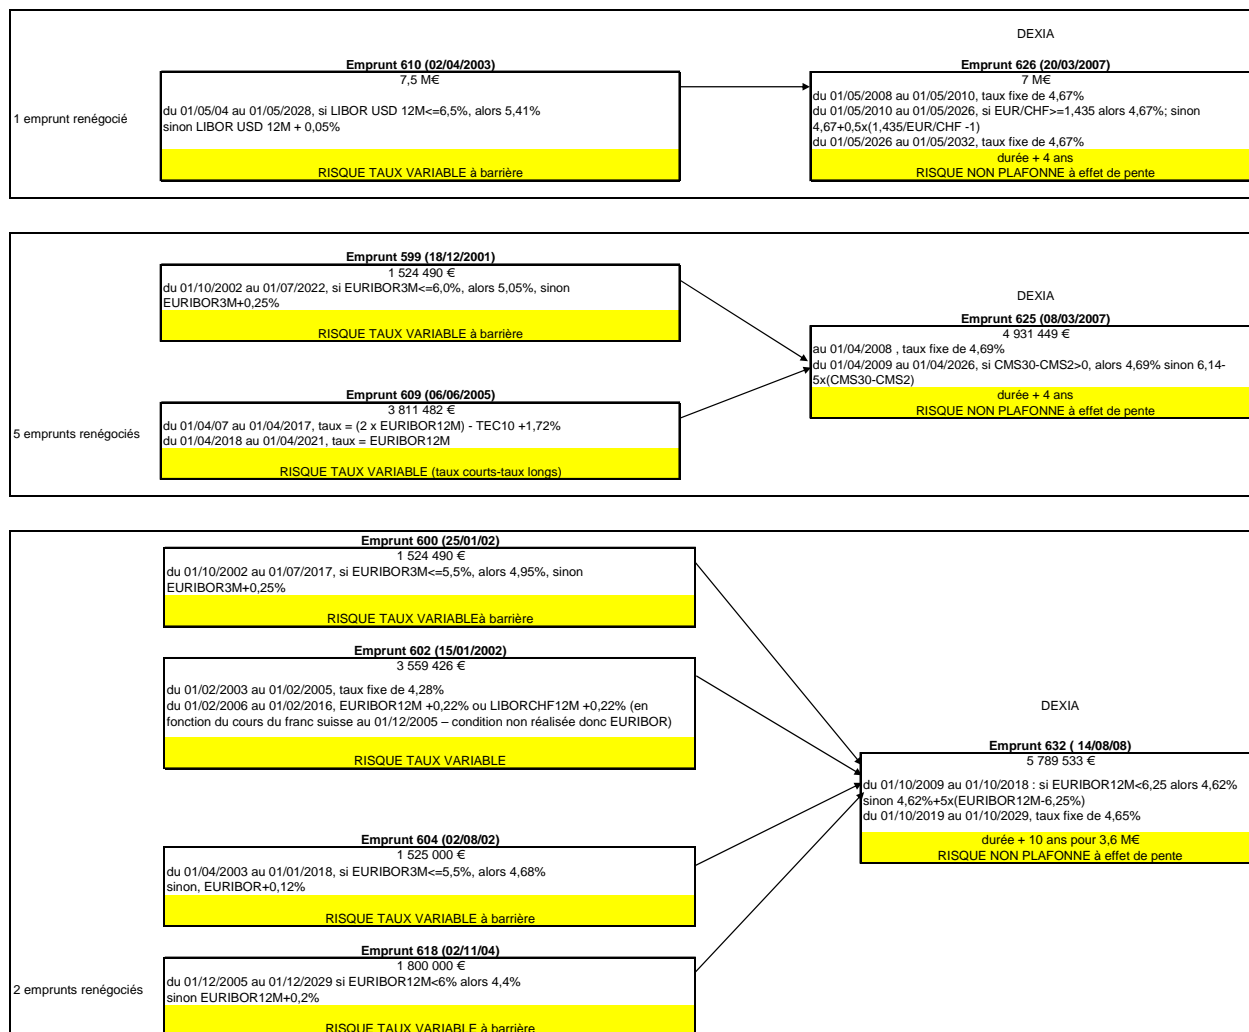 DEXIA
Emprunt 610 (02/04/2003)
7,5 M€
du 01/05/04 au 01/05/2028, si LIBOR USD 12M<=6,5%, alors 5,41%
sinon LIBOR USD 12M + 0,05%
RISQUE TAUX VARIABLE à barrière
1 emprunt renégocié
Emprunt 626 (20/03/2007)
7 M€
du 01/05/2008 au 01/05/2010, taux fixe de 4,67%
du 01/05/2010 au 01/05/2026, si EUR/CHF>=1,435 alors 4,67%; sinon
4,67+0,5x(1,435/EUR/CHF -1)
du 01/05/2026 au 01/05/2032, taux fixe de 4,67%
durée + 4 ans
RISQUE NON PLAFONNE à effet de pente
Emprunt 599 (18/12/2001)
1 524 490 €
du 01/10/2002 au 01/07/2022, si EURIBOR3M<=6,0%, alors 5,05%, sinon
EURIBOR3M+0,25%
RISQUE TAUX VARIABLE à barrière
Emprunt 609 (06/06/2005)
3 811 482 €
du 01/04/07 au 01/04/2017, taux = (2 x EURIBOR12M) - TEC10 +1,72%
du 01/04/2018 au 01/04/2021, taux = EURIBOR12M
RISQUE TAUX VARIABLE (taux courts-taux longs)
5 emprunts renégociés
DEXIA
Emprunt 625 (08/03/2007)
4 931 449 €
au 01/04/2008 , taux fixe de 4,69%
du 01/04/2009 au 01/04/2026, si CMS30-CMS2>0, alors 4,69% sinon 6,14-
5x(CMS30-CMS2)
durée + 4 ans
RISQUE NON PLAFONNE à effet de pente
Emprunt 600 (25/01/02)
1 524 490 €
du 01/10/2002 au 01/07/2017, si EURIBOR3M<=5,5%, alors 4,95%, sinon
EURIBOR3M+0,25%
RISQUE TAUX VARIABLEà barrière
Emprunt 602 (15/01/2002)
3 559 426 €
du 01/02/2003 au 01/02/2005, taux fixe de 4,28%
du 01/02/2006 au 01/02/2016, EURIBOR12M +0,22% ou LIBORCHF12M +0,22% (en
fonction du cours du franc suisse au 01/12/2005 – condition non réalisée donc EURIBOR)
RISQUE TAUX VARIABLE
Emprunt 604 (02/08/02)
1 525 000 €
du 01/04/2003 au 01/01/2018, si EURIBOR3M<=5,5%, alors 4,68%
sinon, EURIBOR+0,12%
RISQUE TAUX VARIABLE à barrière
Emprunt 618 (02/11/04)
1 800 000 €
du 01/12/2005 au 01/12/2029 si EURIBOR12M<6% alors 4,4%
sinon EURIBOR12M+0,2%
RISQUE TAUX VARIABLE à barrière
2 emprunts renégociés
DEXIA
Emprunt 632 ( 14/08/08)
5 789 533 €
du 01/10/2009 au 01/10/2018 : si EURIBOR12M<6,25 alors 4,62%
sinon 4,62%+5x(EURIBOR12M-6,25%)
du 01/10/2019 au 01/10/2029, taux fixe de 4,65%
durée + 10 ans pour 3,6 M€
RISQUE NON PLAFONNE à effet de pente